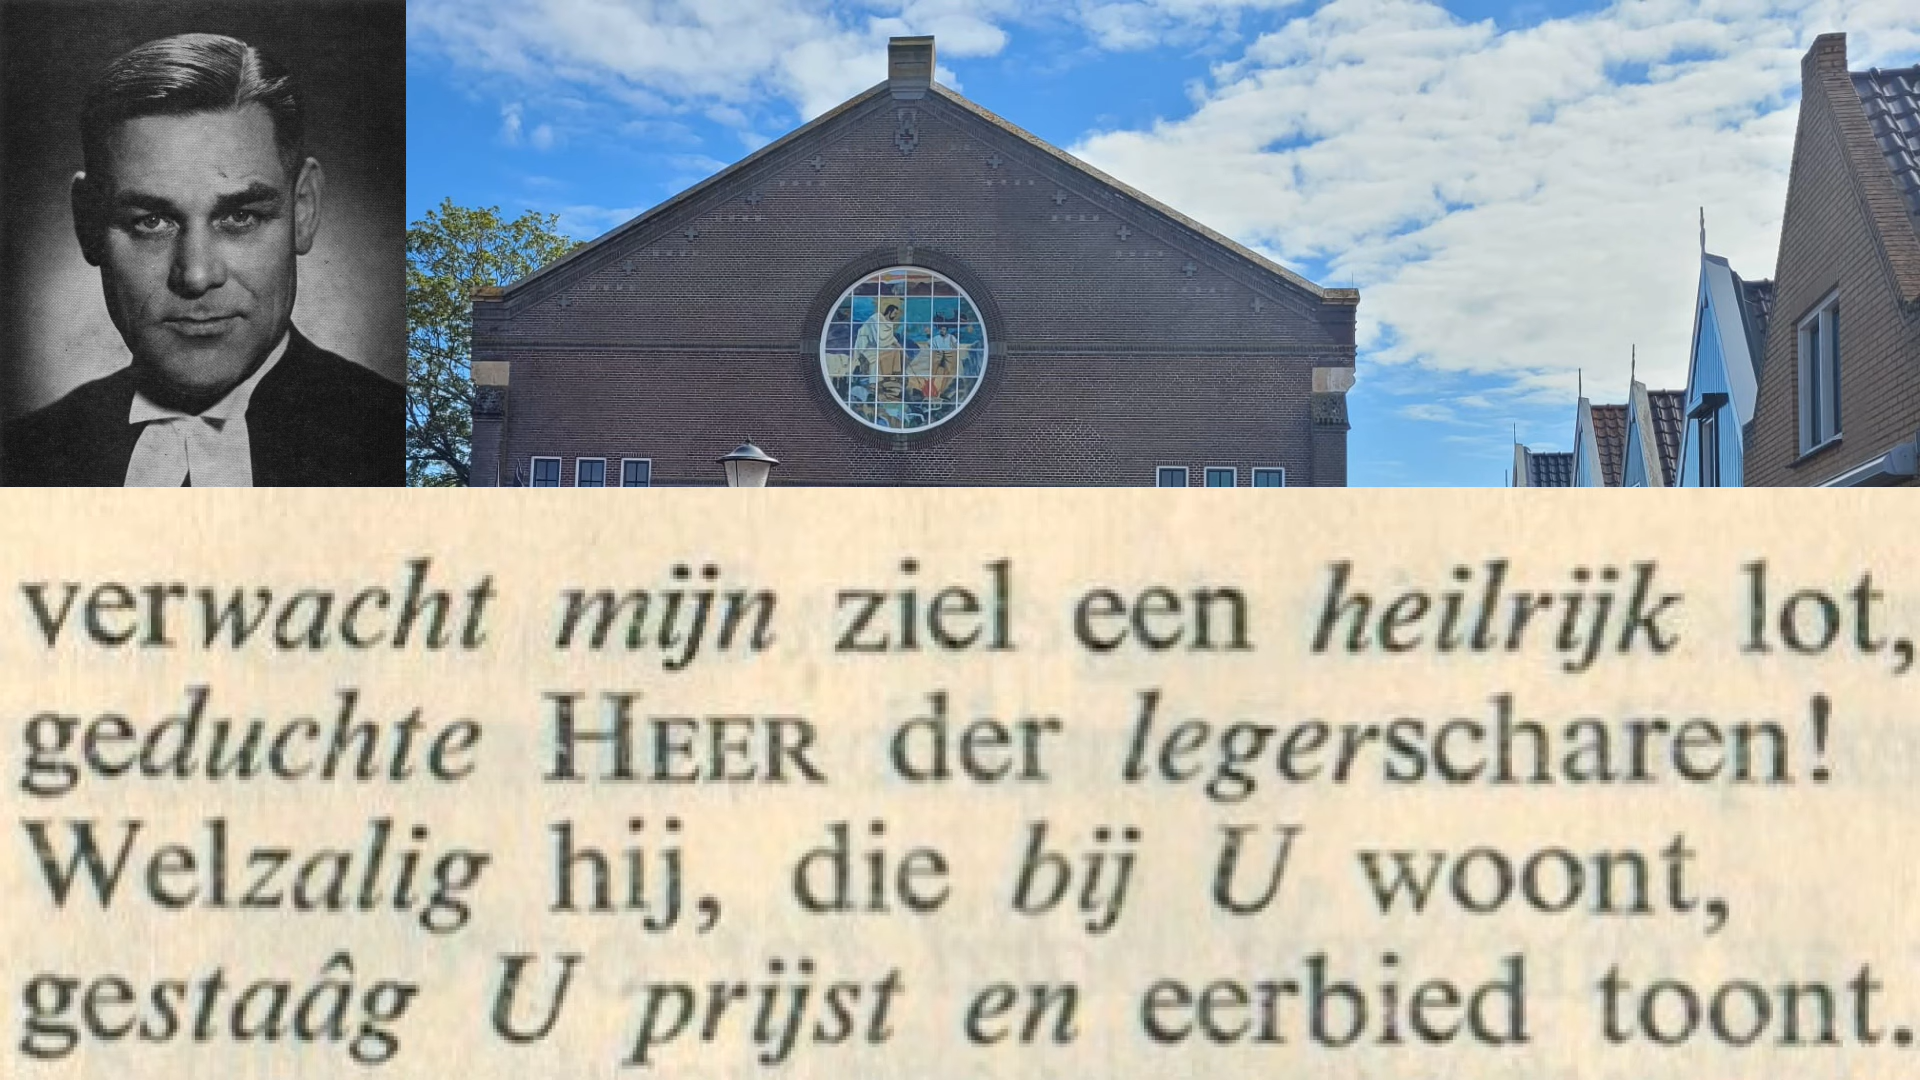 verwacht mijn ziel een heilrijk lot,
geduchte HEER der legerscharen!
Welzalig hij, die bij U woont,
gestaâg U prijst en eerbied toont.